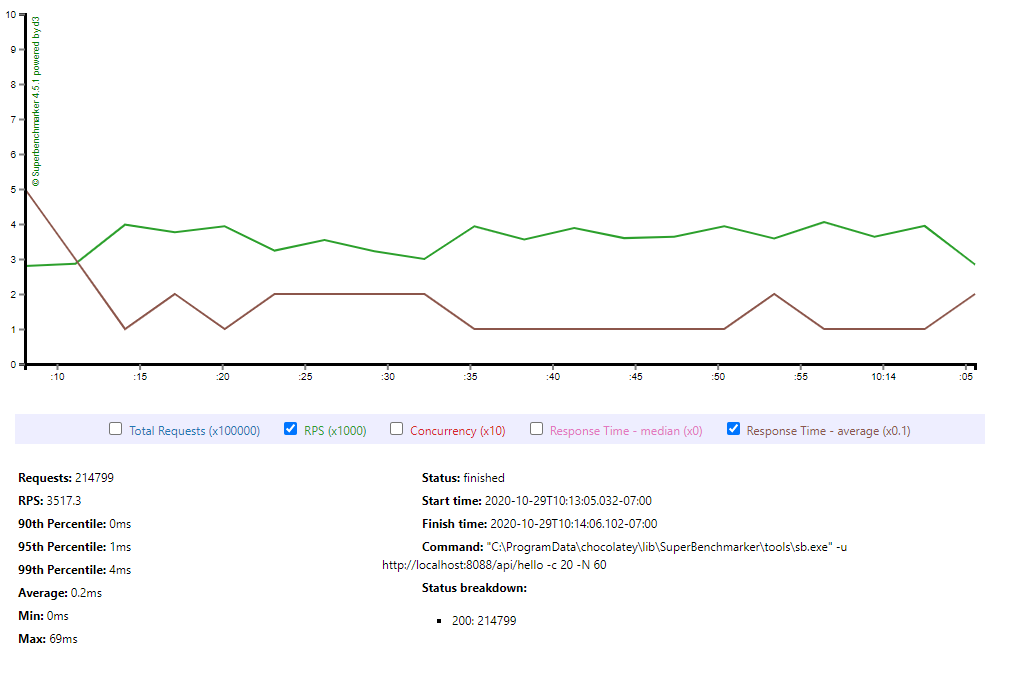 10
9
8
7
6
5
4
3
2
1
0
© Superbenchmarker 4.5.1 powered by d3
:10 :15 :20 :25 :30 :35 :40 :45 :50 :55 10:14 :05
Total Requests (x100000) RPS (x1000) Concurrency (x10) Response Time - median (x0) Response Time - average (x0.1)
Requests: 214799
RPS: 3517.3
90th Percentile: 0ms
95th Percentile: 1ms
99th Percentile: 4ms
Average: 0.2ms
Min: 0ms
Max: 69ms
Status: finished
Start time: 2020-10-29T10:13:05.032-07:00
Finish time: 2020-10-29T10:14:06.102-07:00
Command: "C:\ProgramData\chocolatey\lib\SuperBenchmarker\tools\sb.exe" -u
http://localhost:8088/api/hello -c 20 -N 60
Status breakdown:
200: 214799